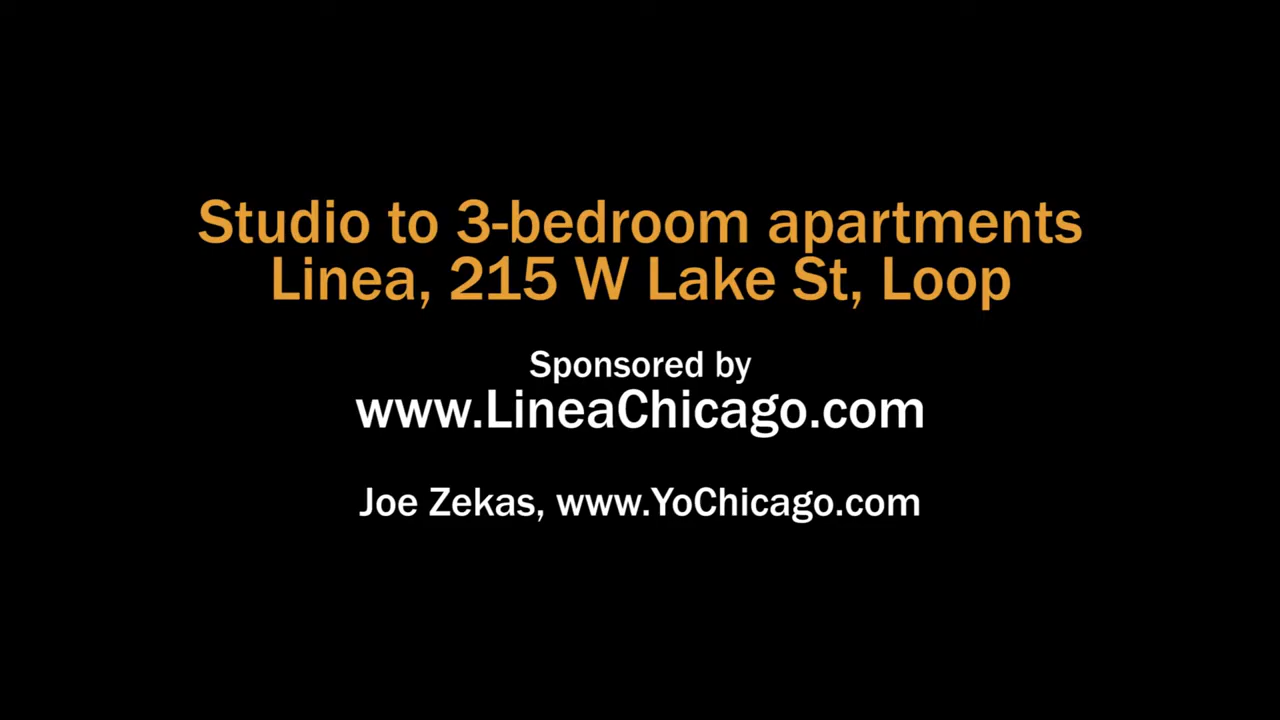 Studio to 3-bedroom apartments
Linea, 215 W Lake St, Loop
Sponsored by
www.LineaChicago.com
Joe Zekas, www.YoChicago.com